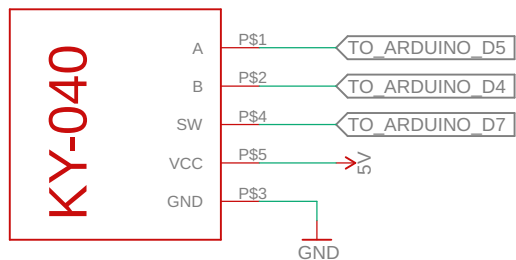 KY-040
A P$1 TO_ARDUINO_D5
B P$2 TO_ARDUINO_D4
SW P$4 TO_ARDUINO_D7
VCC P$5 5V
GND P$3
GND